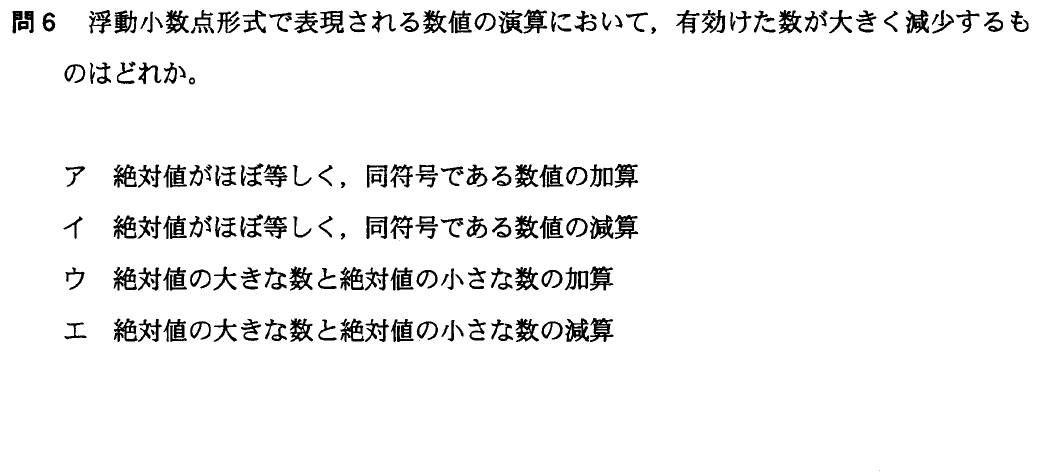 問6 浮動小数点形式で表現される数値の演算において，有効けた数が大きく減少するも
のはどれか。
ア 絶対値がほぼ等しく，同符号である数値の加算
イ 絶対値がほぼ等しく，同符号である数値の減算
ウ 絶対値の大きな数と絶対値の小さな数の加算
エ 絶対値の大きな数と絶対値の小さな数の減算